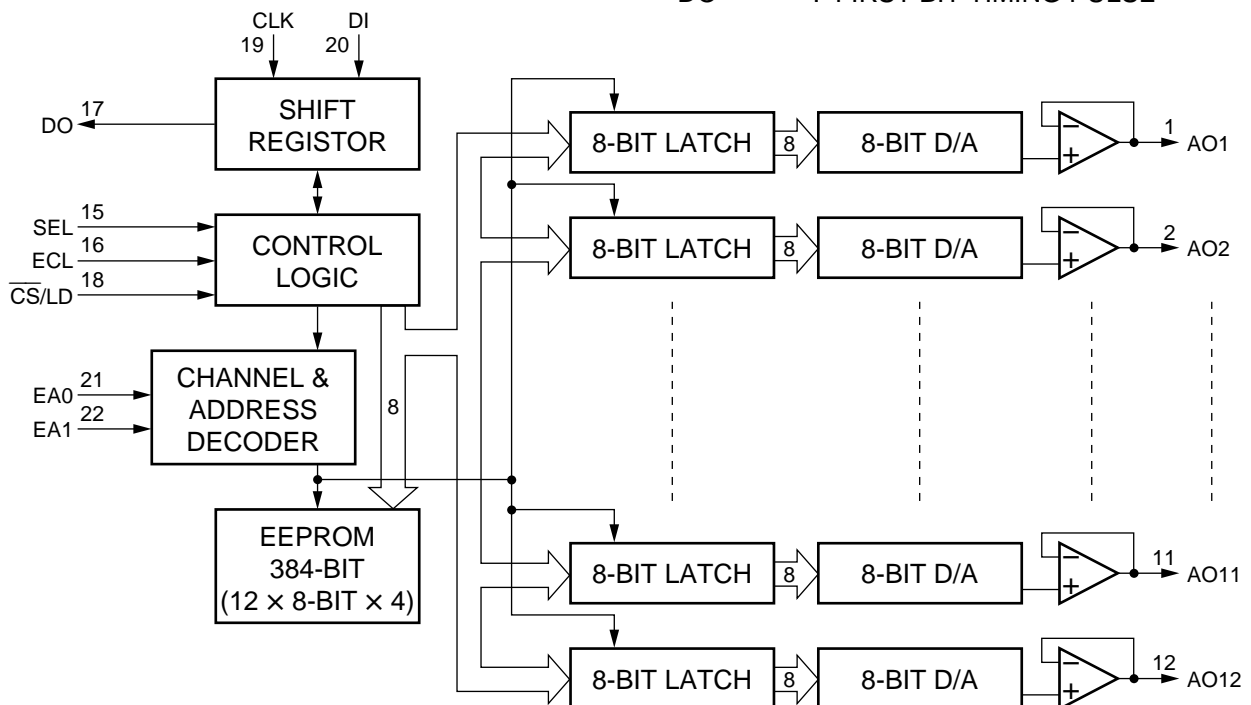 CLK DI
19 20
DO 17
SHIFT
REGISTOR
SEL 15
ECL 16
CS/LD 18
CONTROL
LOGIC
EA0 21
EA1 22
CHANNEL &
ADDRESS
DECODER
8
EEPROM
384-BIT
(12 × 8-BIT × 4)
8-BIT LATCH 8 8-BIT D/A − + 1 AO1
8-BIT LATCH 8 8-BIT D/A − + 2 AO2
8-BIT LATCH 8 8-BIT D/A − + 11 AO11
8-BIT LATCH 8 8-BIT D/A − + 12 AO12